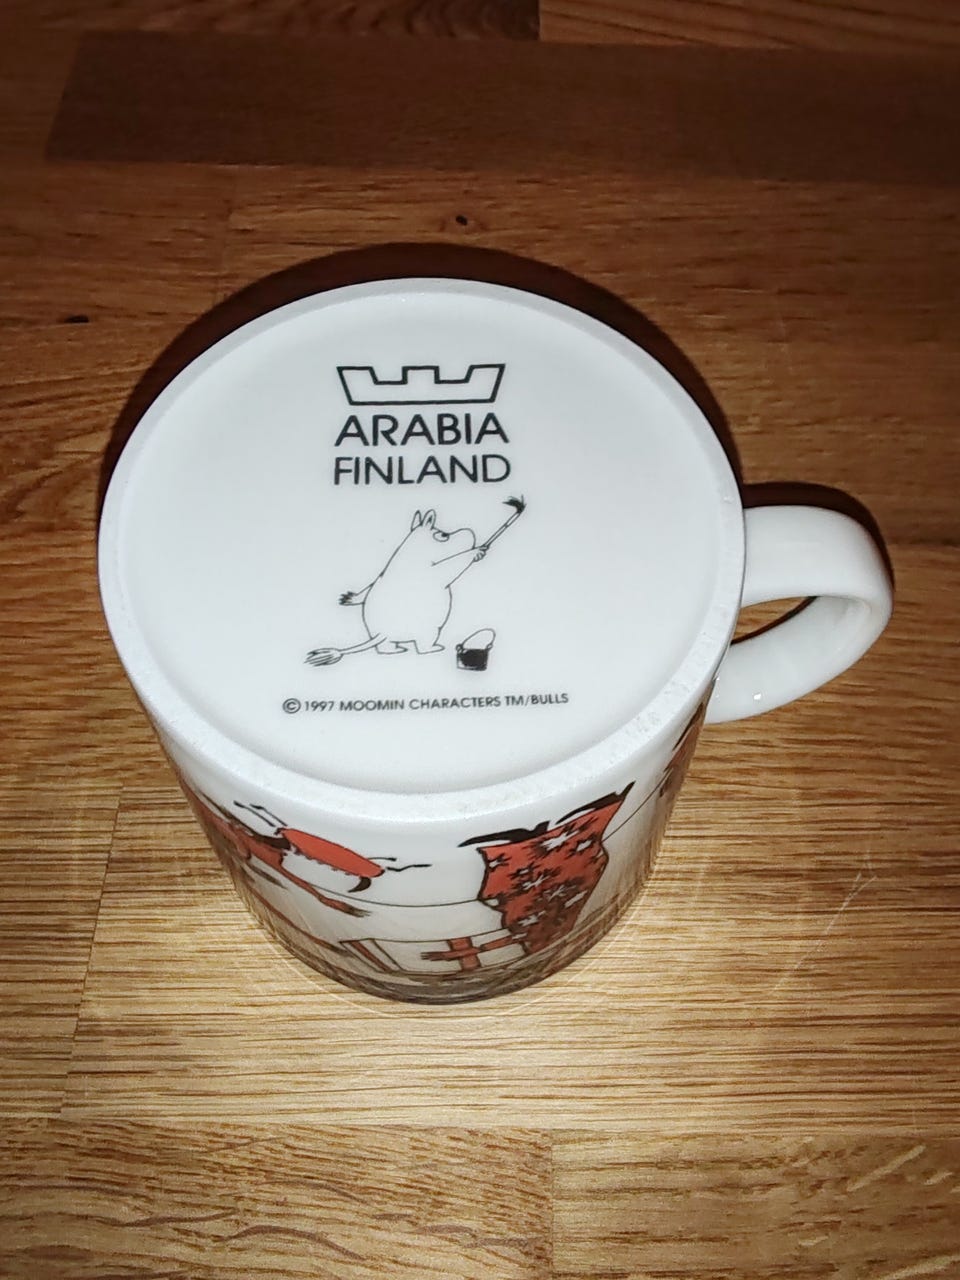 ARABIA
FINLAND
© 1997 MOOMIN CHARACTERS TM/BULLS